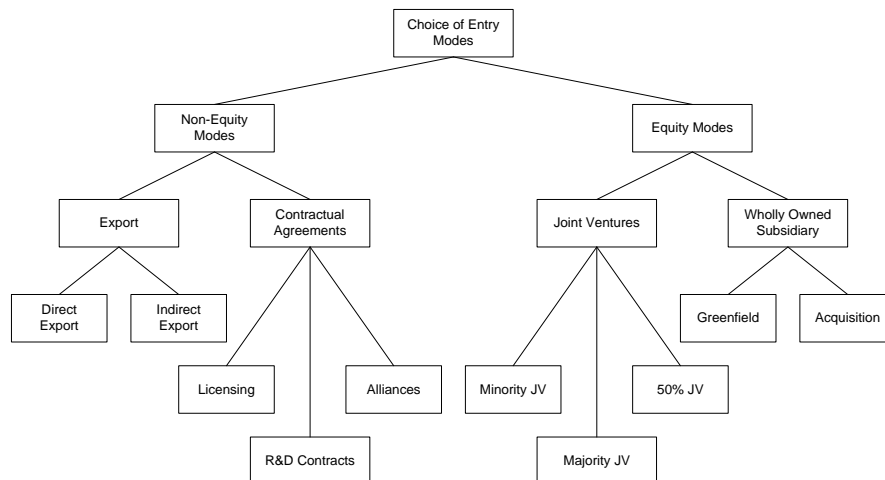 Choice of Entry
Modes
Non-Equity
Modes
Equity Modes
Export
Contractual
Agreements
Joint Ventures
Wholly Owned
Subsidiary
Direct
Export
Indirect
Export
Greenfield
Acquisition
Licensing
Alliances
Minority JV
50% JV
R&D Contracts
Majority JV